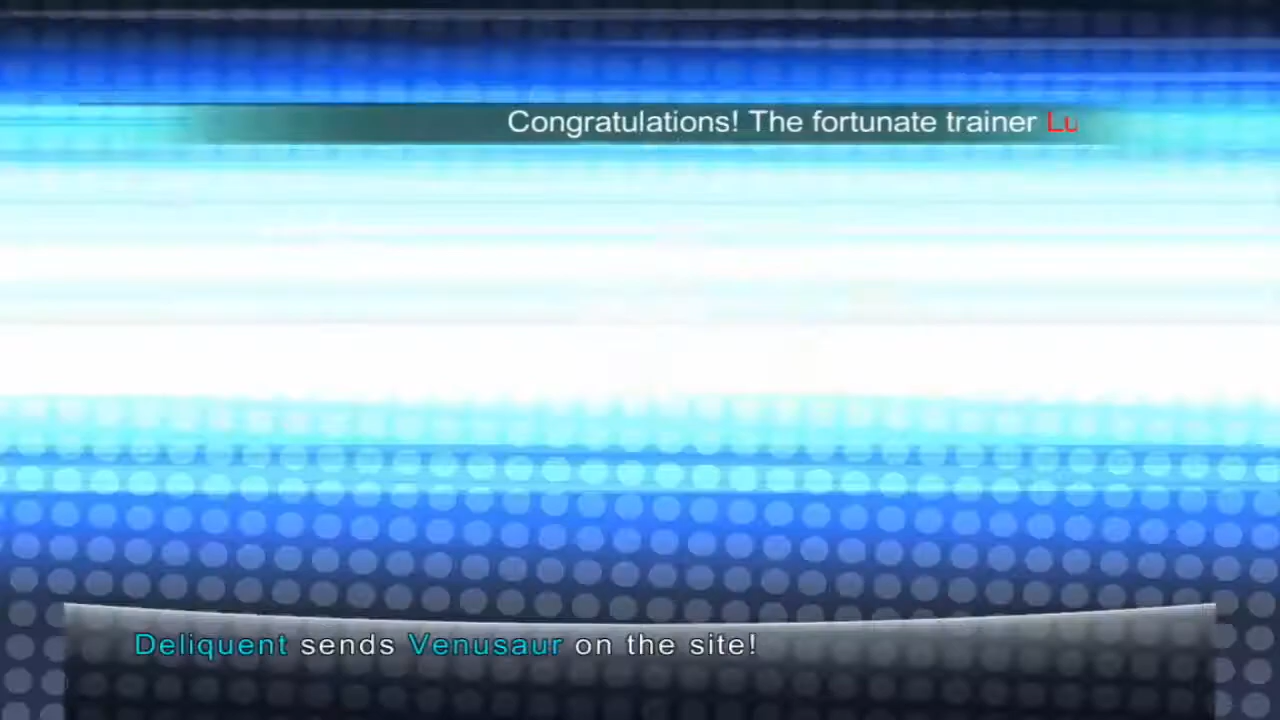 Congratulations! The fortunate trainer Lu
Deliquent sends Venusaur on the site!